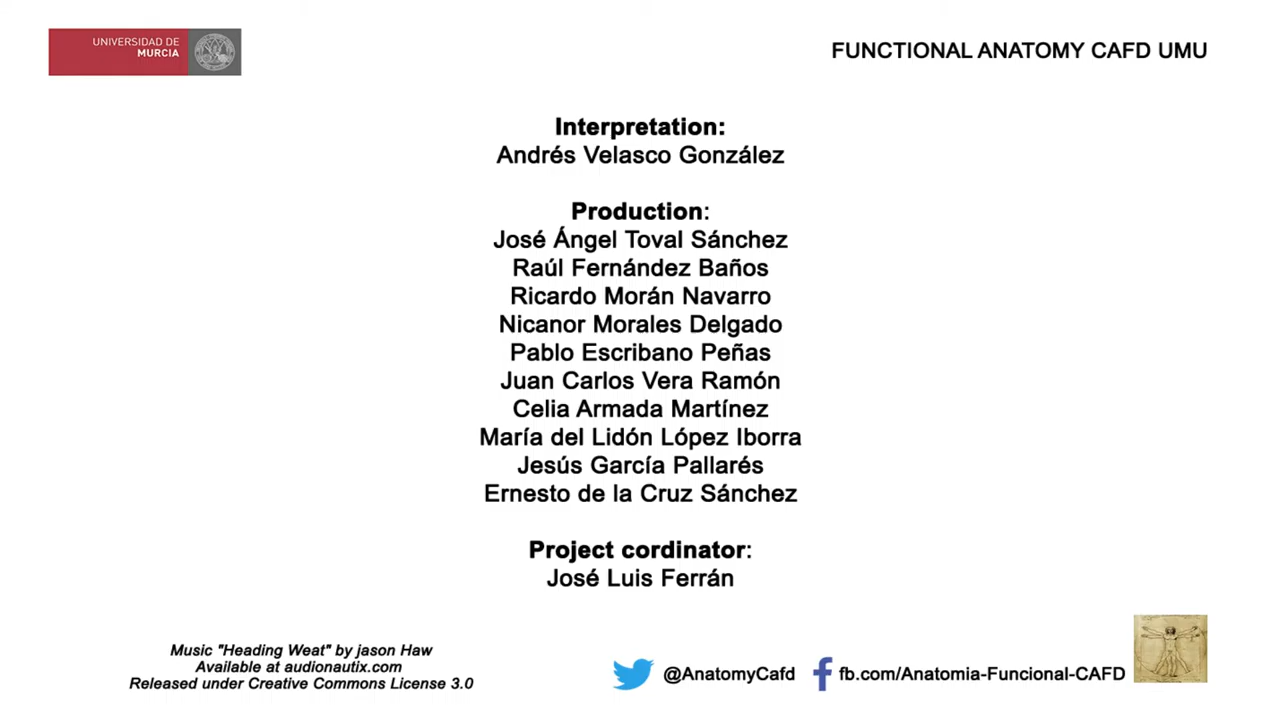 UNIVERSIDAD DE
MURCIA
FUNCTIONAL ANATOMY CAFD UMU
Interpretation:
Andrés Velasco González
Production:
José Ángel Toval Sánchez
Raúl Fernández Baños
Ricardo Morán Navarro
Nicanor Morales Delgado
Pablo Escribano Peñas
Juan Carlos Vera Ramón
Celia Armada Martínez
María del Lidón López Iborra
Jesús García Pallarés
Ernesto de la Cruz Sánchez
Project cordinator:
José Luis Ferrán
Music "Heading Weat" by jason Haw
Available at audionautix.com
Released under Creative Commons License 3.0
@AnatomyCafd
fb.com/Anatomia-Funcional-CAFD